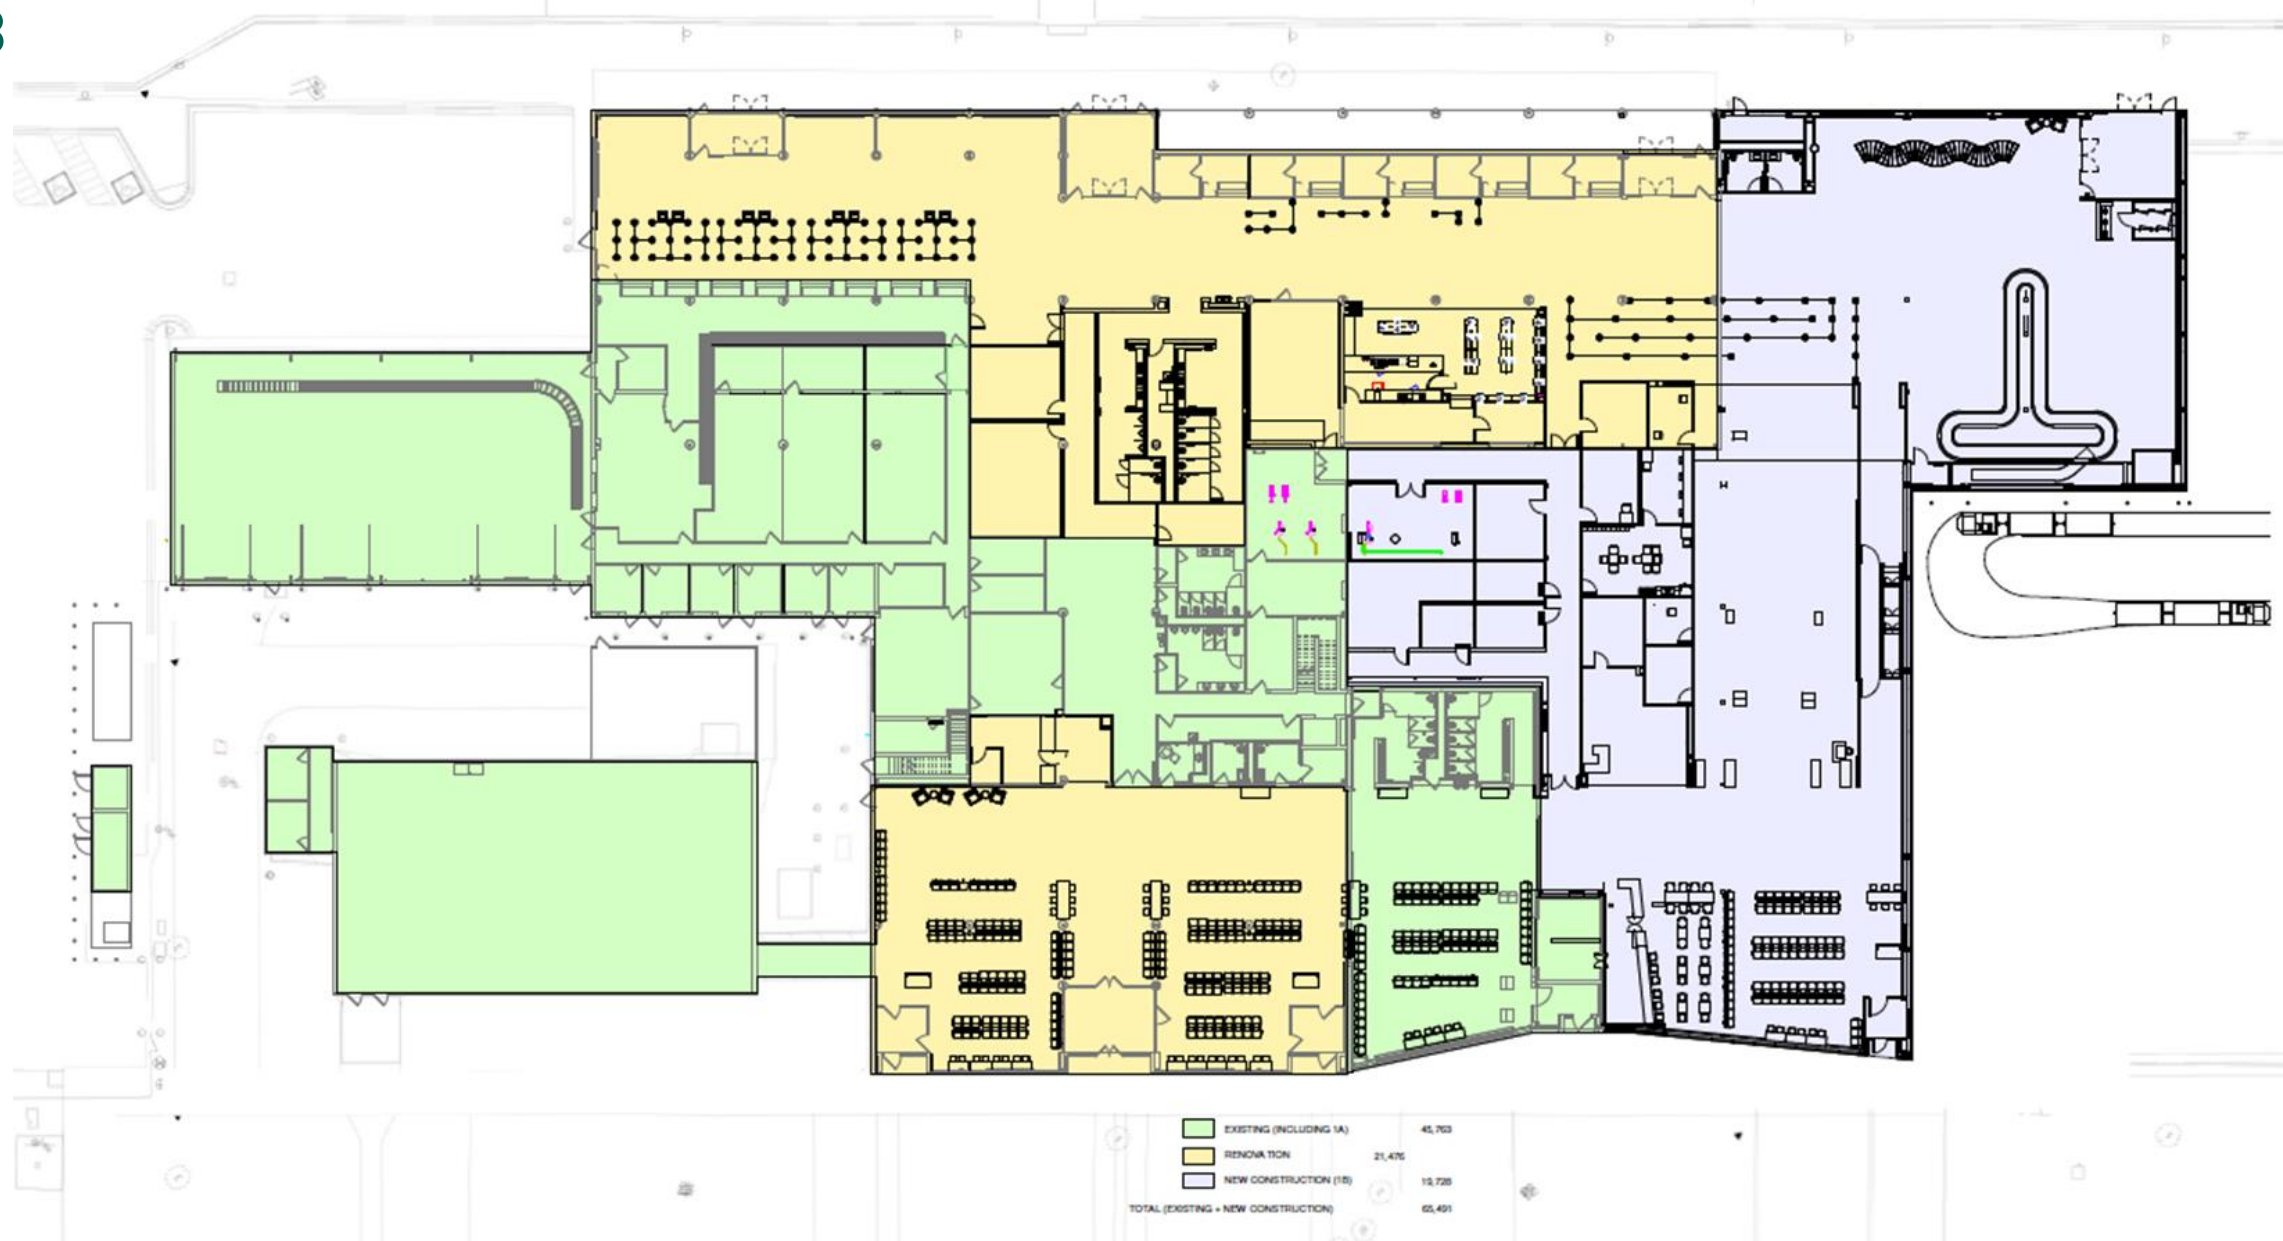 EXISTING (INCLUDING 1A) 45,763
RENOVATION 21,476
NEW CONSTRUCTION (1B) 19,728
TOTAL (EXISTING + NEW CONSTRUCTION) 65,491